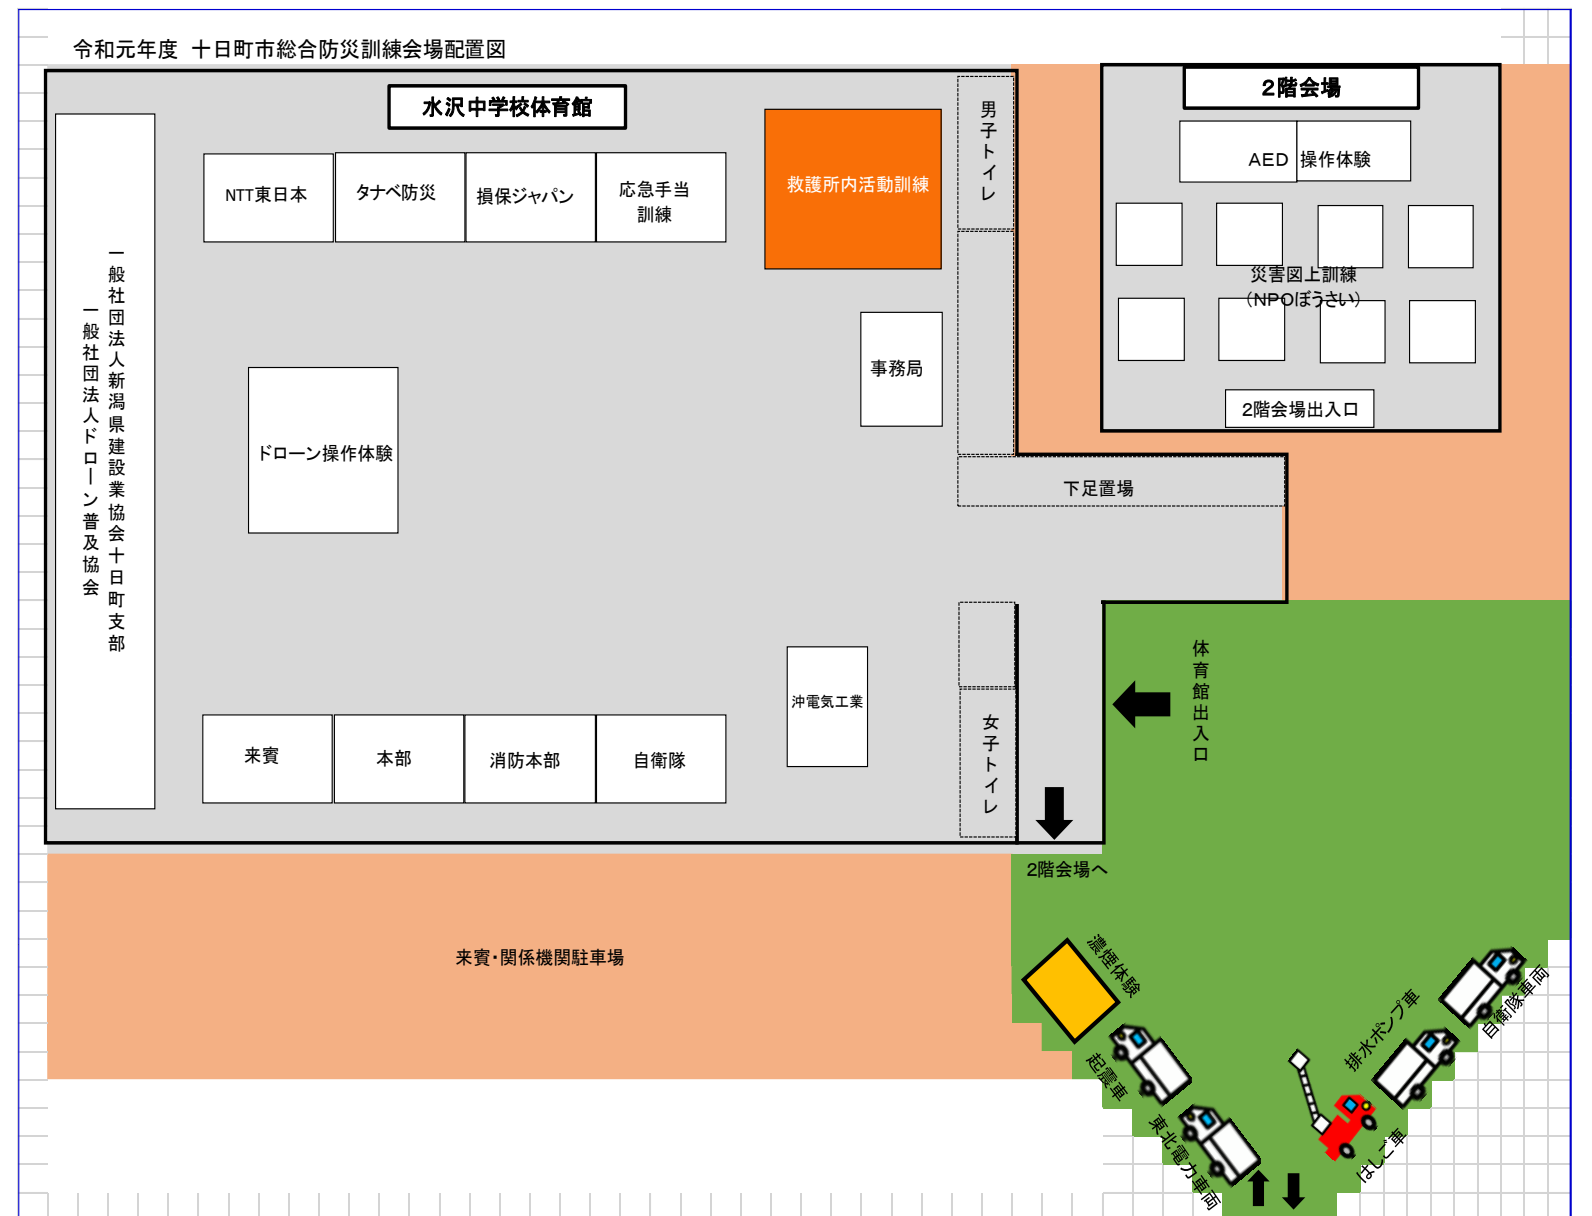 令和元年度 十日町市総合防災訓練会場配置図
水沢中学校体育館
2階会場
一般社団法人新潟県建設業協会十日町支部
一般社団法人ドローン普及協会
NTT東日本
タナベ防災
損保ジャパン
応急手当
訓練
救護所内活動訓練
男子トイレ
AED 操作体験
災害図上訓練
（NPOぼうさい）
2階会場出入口
事務局
ドローン操作体験
下足置場
体育館出入口
沖電気工業
女子トイレ
来賓
本部
消防本部
自衛隊
2階会場へ
来賓・関係機関駐車場
濃煙体験
起震車
東北電力車両
排水ポンプ車
自衛隊車両
はしご車